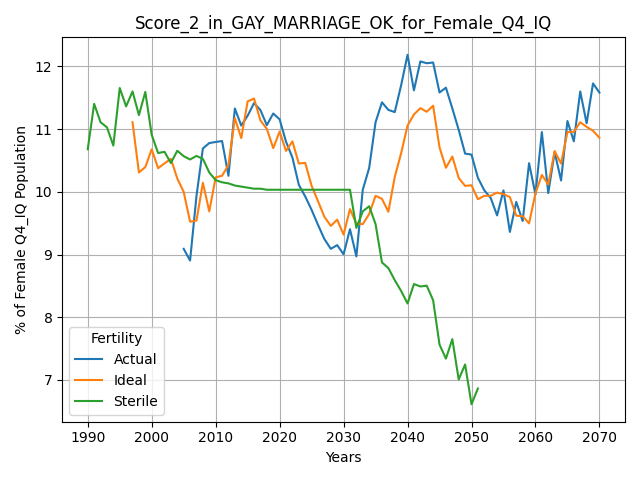 Score_2_in_GAY_MARRIAGE_OK_for_Female_Q4_IQ
% of Female Q4_IQ Population
12
11
10
9
8
7
Fertility
Actual
Ideal
Sterile
1990 2000 2010 2020 2030 2040 2050 2060 2070
Years